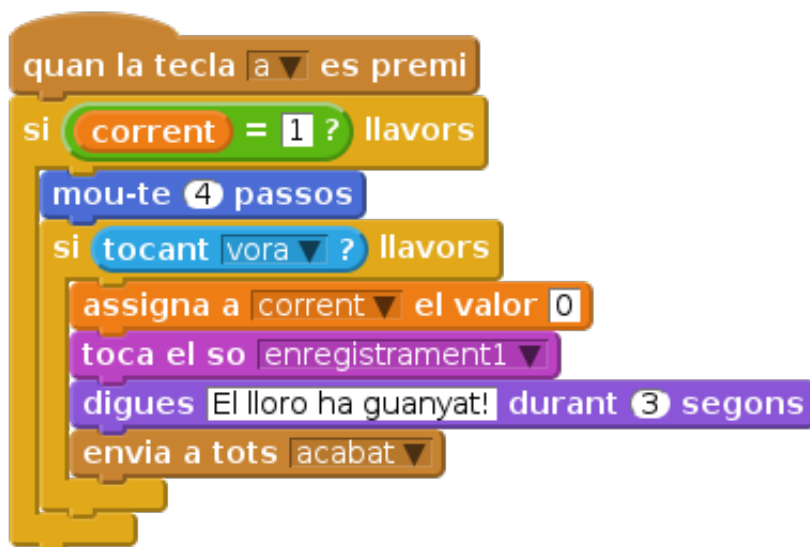 quan la tecla a es premi
si corrent = 1 ? llavors
mou-te 4 passos
si tocant vora ? llavors
assigna a corrent el valor 0
toca el so enregistrament1
digues El lloro ha guanyat! durant 3 segons
envia a tots acabat